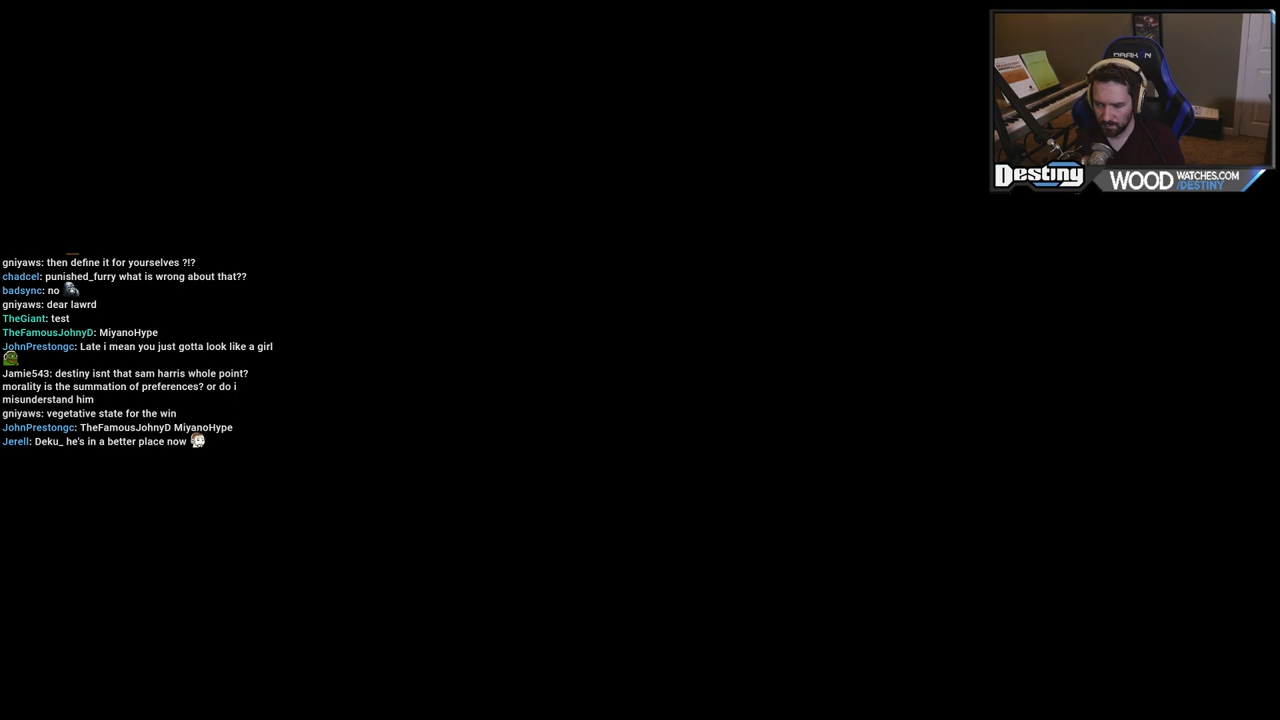 DRAKON
Destiny
WOOD WATCHES.COM
/DESTINY
gniyaws: then define it for yourselves ?!?
chadcel: punished_furry what is wrong about that??
badsync: no
gniyaws: dear lawrd
TheGiant: test
TheFamousJohnyD: MiyanoHype
JohnPrestongc: Late i mean you just gotta look like a girl
Jamie543: destiny isnt that sam harris whole point?
morality is the summation of preferences? or do i
misunderstand him
gniyaws: vegetative state for the win
JohnPrestongc: TheFamousJohnyD MiyanoHype
Jerell: Deku_ he's in a better place now